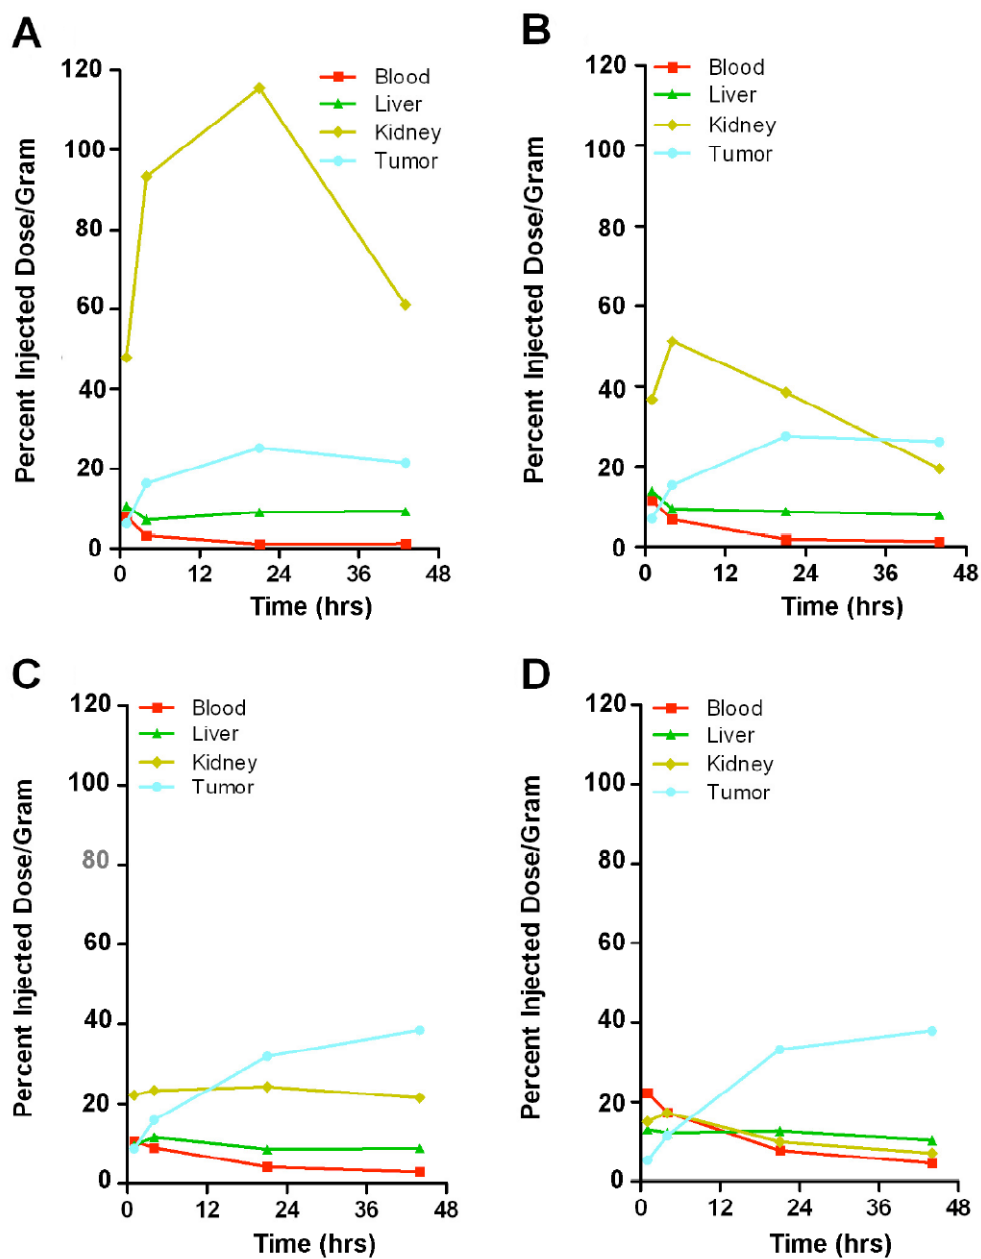 A
Percent Injected Dose/Gram
120
100
80
60
40
20
0
0 12 24 36 48
Time (hrs)
Blood
Liver
Kidney
Tumor
B
Percent Injected Dose/Gram
120
100
80
60
40
20
0
0 12 24 36 48
Time (hrs)
Blood
Liver
Kidney
Tumor
C
Percent Injected Dose/Gram
120
100
80
60
40
20
0
0 12 24 36 48
Time (hrs)
Blood
Liver
Kidney
Tumor
D
Percent Injected Dose/Gram
120
100
80
60
40
20
0
0 12 24 36 48
Time (hrs)
Blood
Liver
Kidney
Tumor